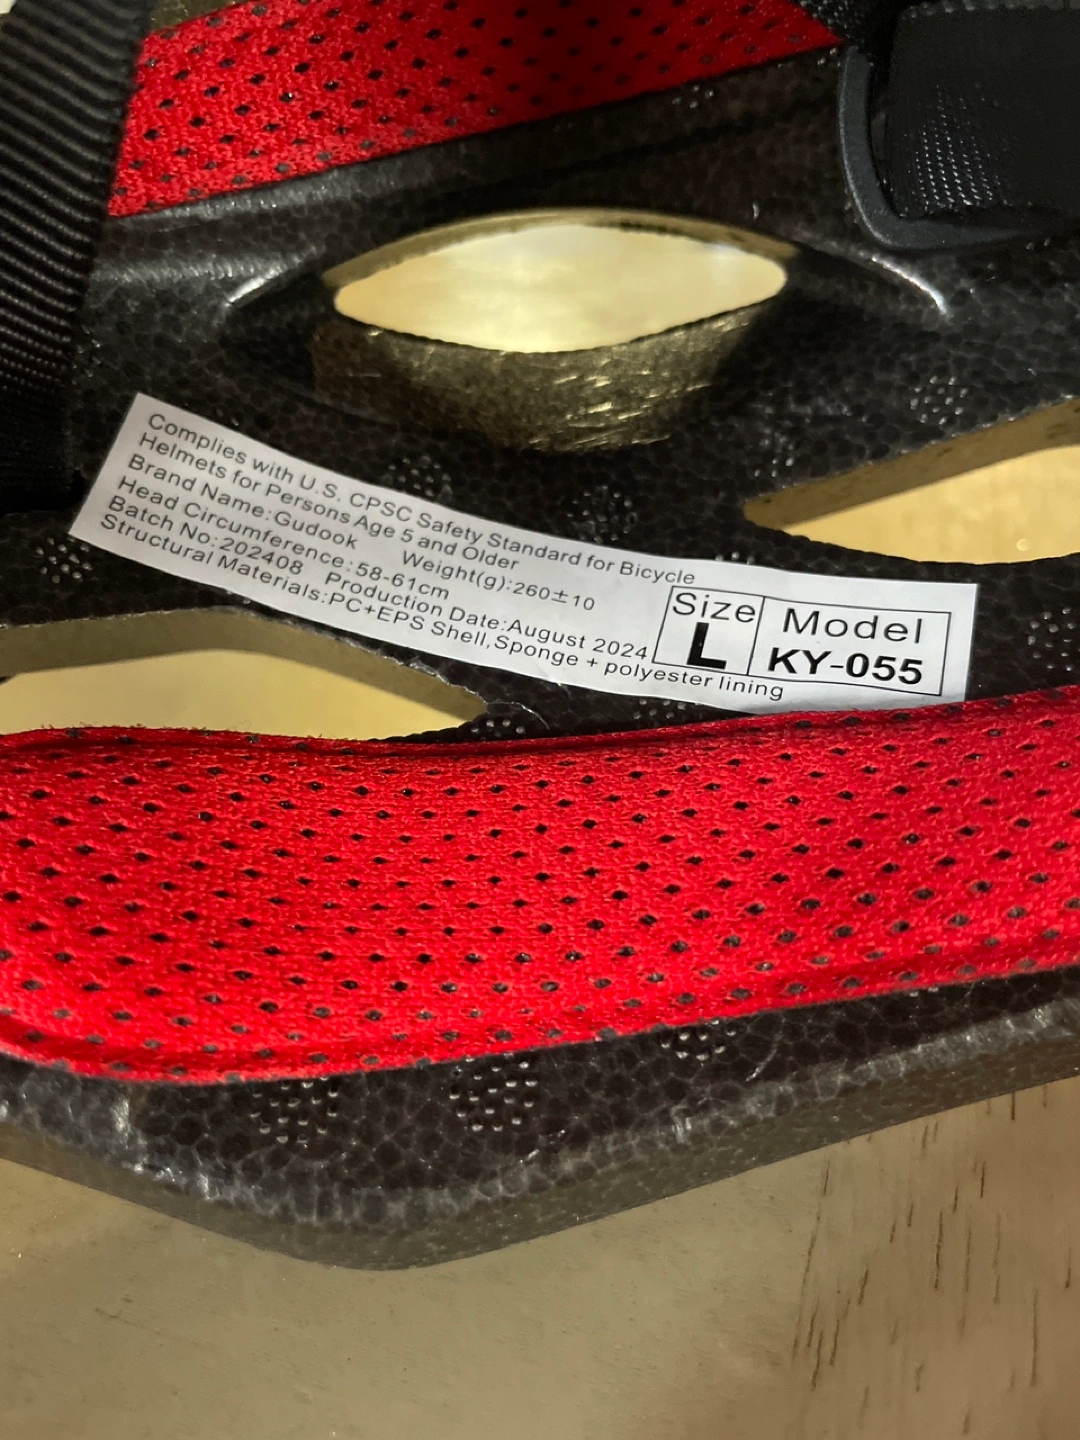 Complies with U.S. CPSC Safety Standard for Bicycle
Helmets for Persons Age 5 and Older
Brand Name:Gudook Weight(g):260±10
Head Circumference:58-61cm
Batch No:202408 Production Date:August 2024
Structural Materials:PC+EPS Shell,Sponge + polyester lining
Size Model
L KY-055